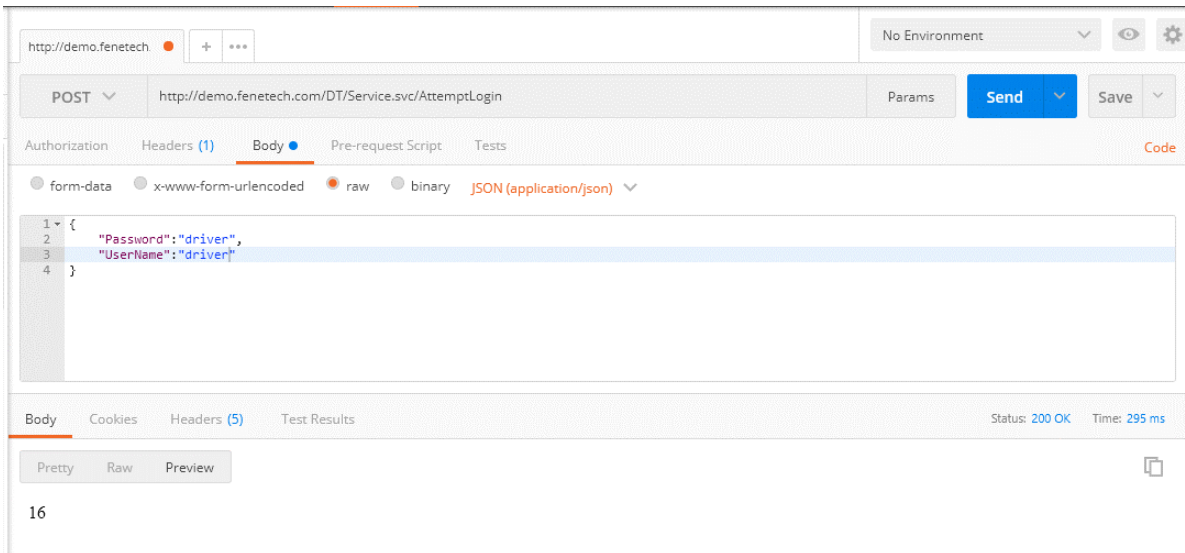 http://demo.fenetech. + ••• No Environment
POST http://demo.fenetech.com/DT/Service.svc/AttemptLogin Params Send Save
Authorization Headers (1) Body Pre-request Script Tests Code
form-data x-www-form-urlencoded raw binary JSON (application/json)
1 {
2 "Password":"driver",
3 "UserName":"driver"
4 }
Body Cookies Headers (5) Test Results Status: 200 OK Time: 295 ms
Pretty Raw Preview
16